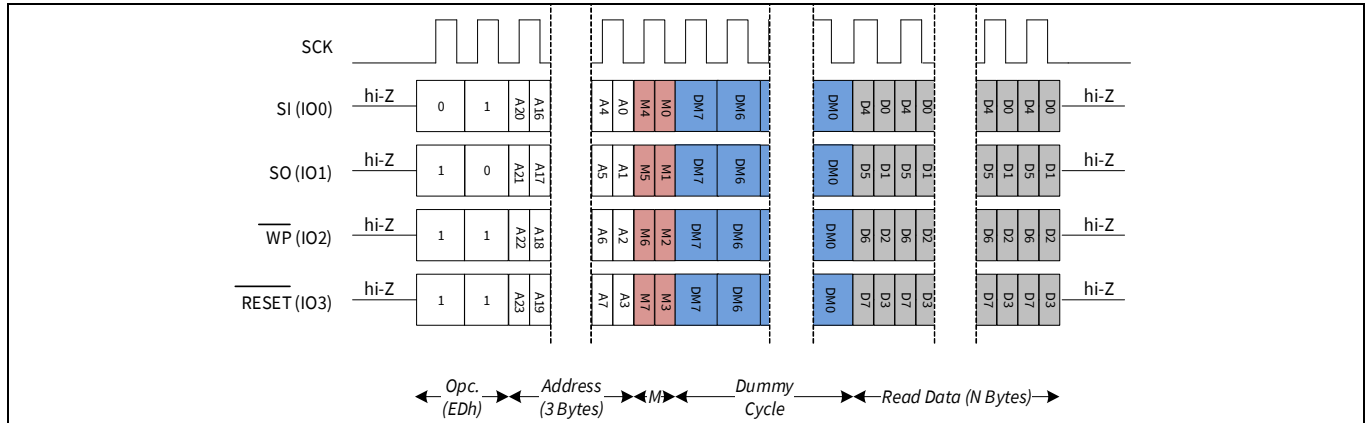 SCK
SI (IO0) hi-Z 0 1 A20 A16 A4 A0 M4 M0 DM7 DM6 DM0 D4 D0 D4 D0 D4 D0 D4 D0 hi-Z
SO (IO1) hi-Z 1 0 A21 A17 A5 A1 M5 M1 DM7 DM6 DM0 D5 D1 D5 D1 D5 D1 D5 D1 hi-Z
WP (IO2) hi-Z 1 1 A22 A18 A6 A2 M6 M2 DM7 DM6 DM0 D6 D2 D6 D2 D6 D2 D6 D2 hi-Z
RESET (IO3) hi-Z 1 1 A23 A19 A7 A3 M7 M3 DM7 DM6 DM0 D7 D3 D7 D3 D7 D3 D7 D3 hi-Z
Opc. Address M Dummy Read Data (N Bytes)
(EDh) (3 Bytes) Cycle